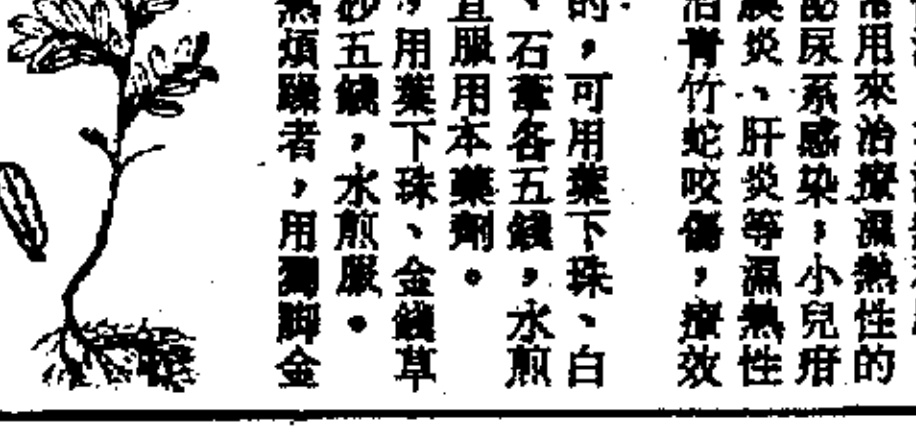 常用來治療濕熱性的
泌尿系感染，小兒疳
膜炎、肝炎等濕熱性
治青竹蛇咬傷，療效
的，可用葉下珠、白
、石葦各五錢，水煎
宜服用本藥劑。
，用葉下珠、金錢草
砂五錢，水煎服。
熱煩躁者，用獨腳金